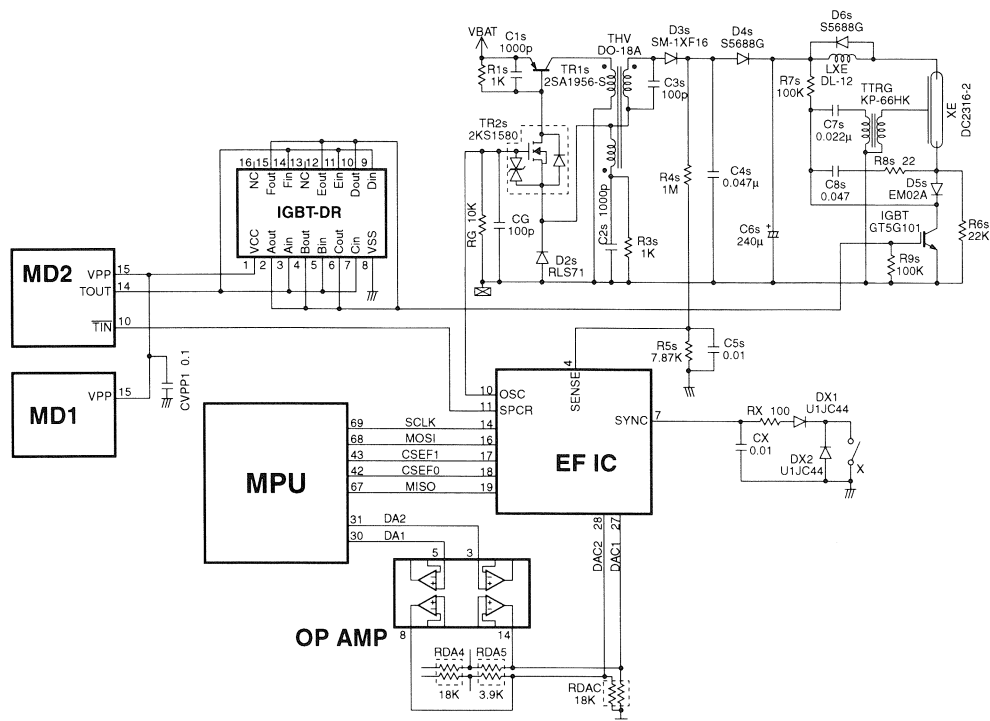 VBAT
C1s
1000p
R1s
1K
TR1s
2SA1956-S
THV
DO-18A
D3s
SM-1XF16
C3s
100p
D4s
S5688G
D6s
S5688G
LXE
DL-12
R7s
100K
TTRG
KP-66HK
C7s
0.022µ
XE
DC2316-2
R8s 22
C8s
0.047
D5s
EM02A
IGBT
GT5G101
R9s
100K
R6s
22K
TR2s
2KS1580
RG 10K
CG
100p
D2s
RLS71
C2s 1000p
R3s
1K
R4s
1M
C4s
0.047µ
C6s
240µ
+
16 15 14 13 12 11 10 9
NC Fout Fin NC Eout Ein Dout Din
IGBT-DR
VCC Aout Ain Bout Bin Cout Cin VSS
1 2 3 4 5 6 7 8
MD2
VPP 15
TOUT 14
TIN 10
MD1
VPP 15
CVPP1 0.1
R5s
7.87K
C5s
0.01
4
SENSE
10 OSC
11 SPCR
SYNC 7
EF IC
RX 100
DX1
U1JC44
CX
0.01
DX2
U1JC44
X
MPU
69 SCLK 14
68 MOSI 16
43 CSEF1 17
42 CSEF0 18
67 MISO 19
31 DA2
30 DA1
28 27
DAC2 DAC1
5 3
OP AMP
8 14
RDA4 RDA5
18K 3.9K
RDAC
18K